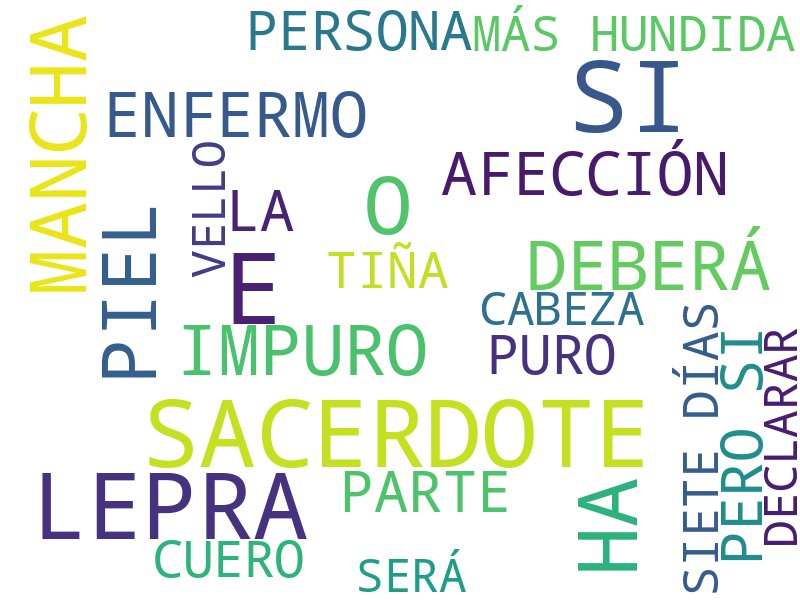 PERSONA
MÁS HUNDIDA
MANCHA
SI
ENFERMO
VELLO
AFECCIÓN
LA
O
PIEL
E
TIÑA
DEBERÁ
CABEZA
IMPURO
PURO
SIETE DÍAS
PERO SI
DECLARAR
SACERDOTE
LEPRA
PARTE
HA
CUERO
SERÁ